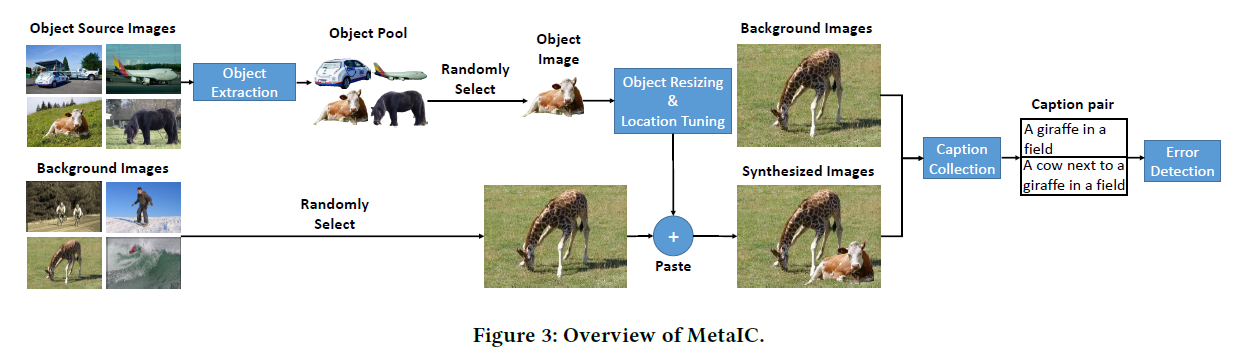 Object Source Images
Object
Extraction
Object Pool
Randomly
Select
Object
Image
Object Resizing
&
Location Tuning
Background Images
Caption
Collection
Caption pair
A giraffe in a
field
A cow next to a
giraffe in a field
Error
Detection
Background Images
Randomly
Select
+
Paste
Synthesized Images
Figure 3: Overview of MetaIC.